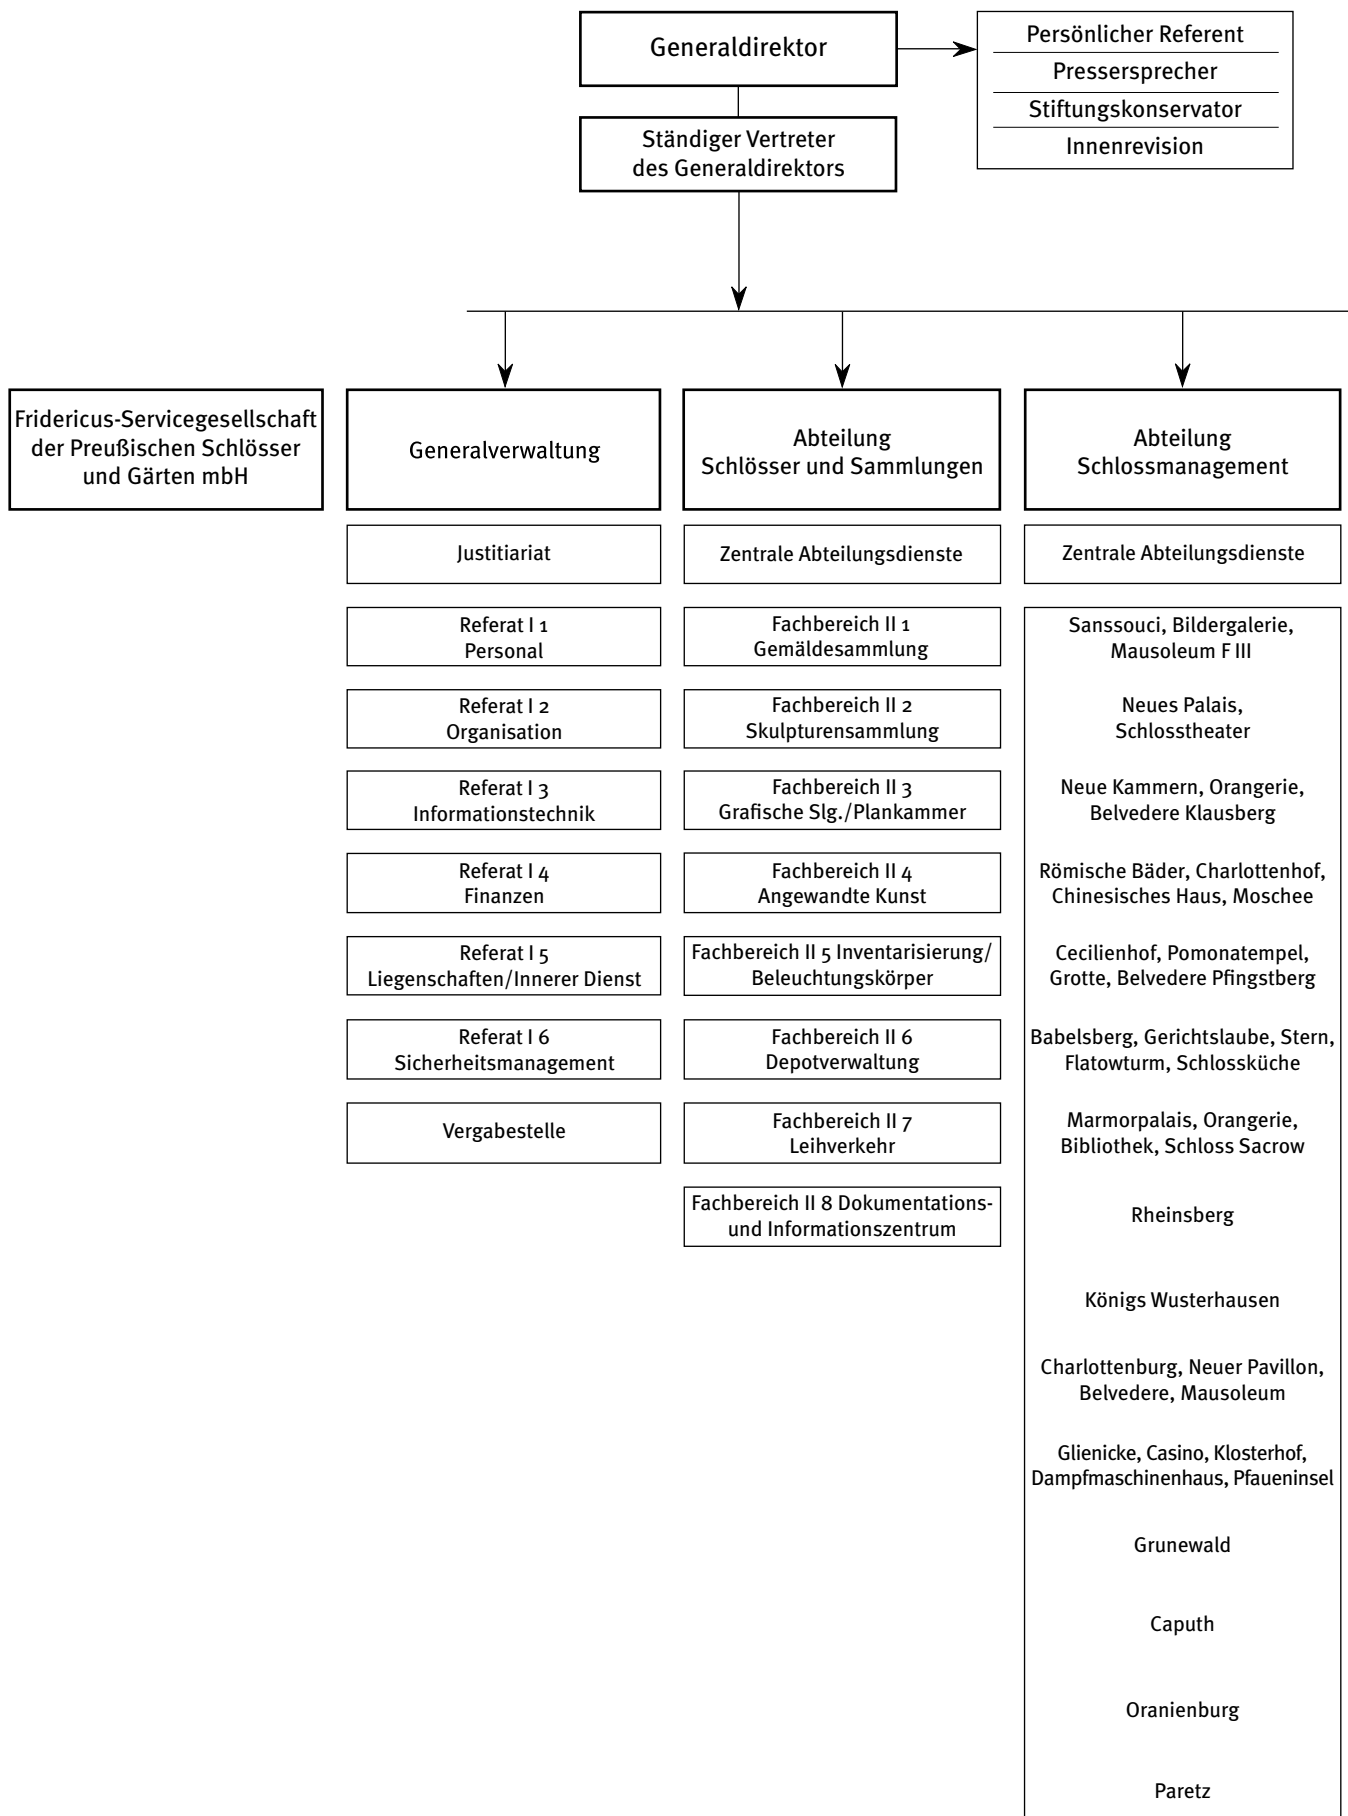 Generaldirektor
Persönlicher Referent
Pressersprecher
Stiftungskonservator
Innenrevision
Ständiger Vertreter
des Generaldirektors
Fridericus-Servicegesellschaft
der Preußischen Schlösser
und Gärten mbH
Generalverwaltung
Justitiariat
Referat I 1
Personal
Referat I 2
Organisation
Referat I 3
Informationstechnik
Referat I 4
Finanzen
Referat I 5
Liegenschaften/Innerer Dienst
Referat I 6
Sicherheitsmanagement
Vergabestelle
Abteilung
Schlösser und Sammlungen
Zentrale Abteilungsdienste
Fachbereich II 1
Gemäldesammlung
Fachbereich II 2
Skulpturensammlung
Fachbereich II 3
Grafische Slg./Plankammer
Fachbereich II 4
Angewandte Kunst
Fachbereich II 5 Inventarisierung/
Beleuchtungskörper
Fachbereich II 6
Depotverwaltung
Fachbereich II 7
Leihverkehr
Fachbereich II 8 Dokumentations-
und Informationszentrum
Abteilung
Schlossmanagement
Zentrale Abteilungsdienste
Sanssouci, Bildergalerie,
Mausoleum F III
Neues Palais,
Schlosstheater
Neue Kammern, Orangerie,
Belvedere Klausberg
Römische Bäder, Charlottenhof,
Chinesisches Haus, Moschee
Cecilienhof, Pomonatempel,
Grotte, Belvedere Pfingstberg
Babelsberg, Gerichtslaube, Stern,
Flatowturm, Schlossküche
Marmorpalais, Orangerie,
Bibliothek, Schloss Sacrow
Rheinsberg
Königs Wusterhausen
Charlottenburg, Neuer Pavillon,
Belvedere, Mausoleum
Glienicke, Casino, Klosterhof,
Dampfmaschinenhaus, Pfaueninsel
Grunewald
Caputh
Oranienburg
Paretz